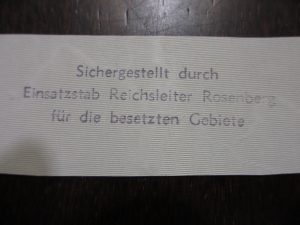 Sichergestellt durch
Einsatzstab Reichsleiter Rosenberg
für die besetzten Gebiete